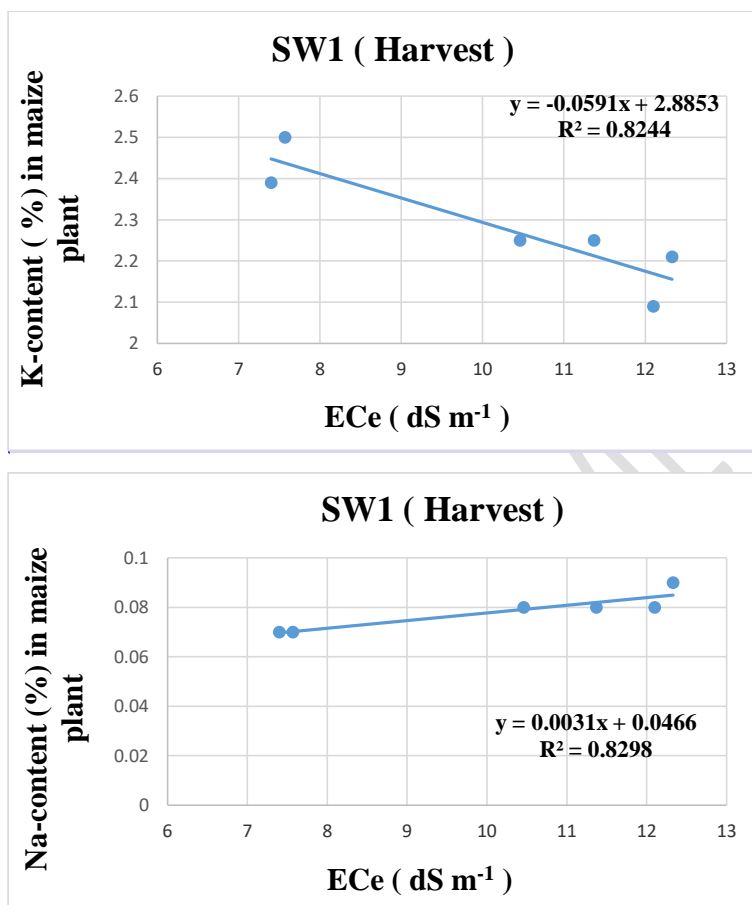 SW1 ( Harvest )
y = -0.0591x + 2.8853
R² = 0.8244
K-content ( %) in maize
plant
2.6
2.5
2.4
2.3
2.2
2.1
2
6 7 8 9 10 11 12 13
ECe ( dS m⁻¹ )
SW1 ( Harvest )
Na-content (%) in maize
plant
0.1
0.08
0.06
0.04
0.02
0
y = 0.0031x + 0.0466
R² = 0.8298
6 7 8 9 10 11 12 13
ECe ( dS m⁻¹ )